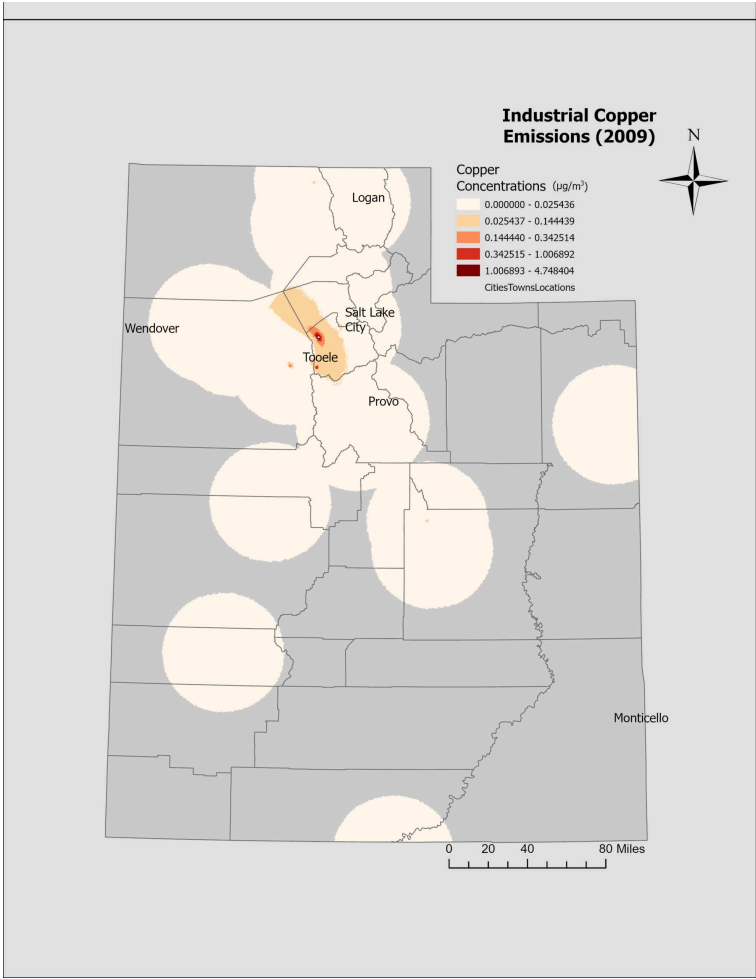 Industrial Copper
Emissions (2009)
N
Copper
Concentrations (µg/m³)
0.000000 - 0.025436
0.025437 - 0.144439
0.144440 - 0.342514
0.342515 - 1.006892
1.006893 - 4.748404
CitiesTownsLocations
Logan
Salt Lake
City
Wendover
Tooele
Provo
Monticello
0 20 40 80 Miles